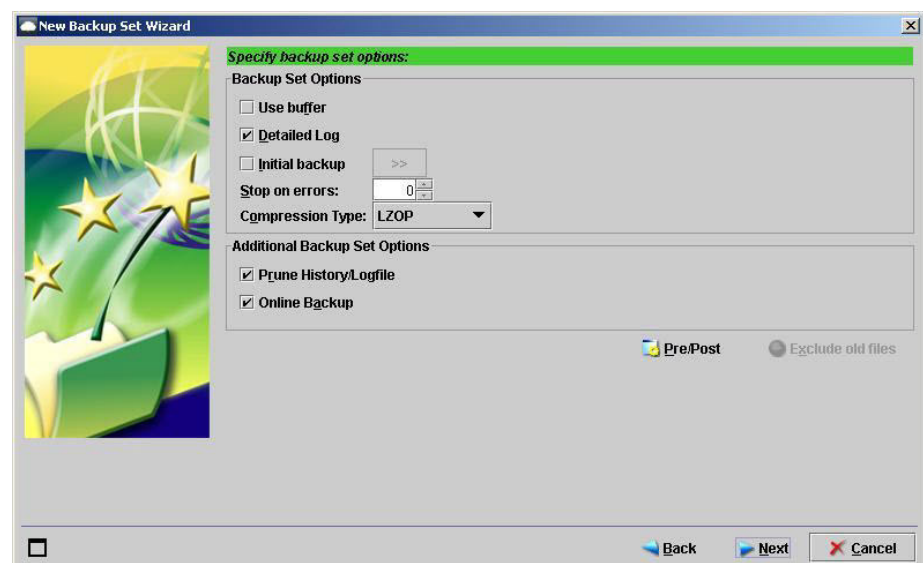 New Backup Set Wizard
Specify backup set options:
Backup Set Options
Use buffer
Detailed Log
Initial backup >>
Stop on errors: 0
Compression Type: LZOP
Additional Backup Set Options
Prune History/Logfile
Online Backup
Pre/Post Exclude old files
Back Next Cancel